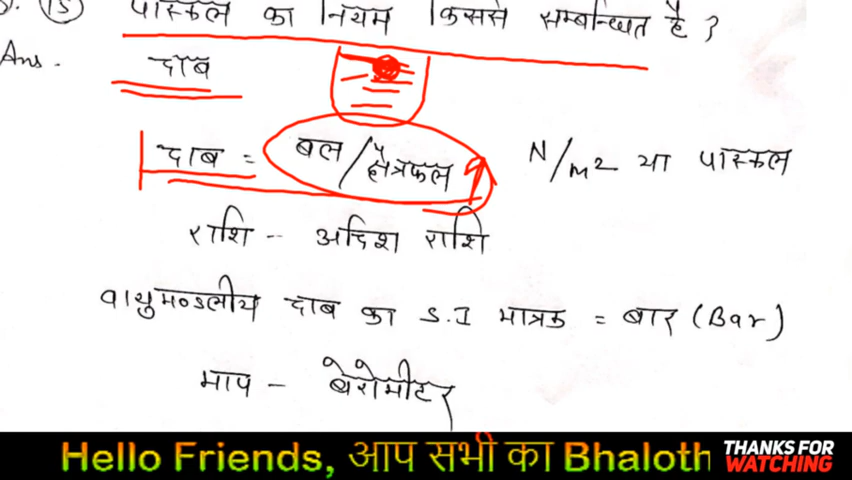 (15) पास्कल का नियम किससे सम्बन्धित है ?
Ans. दाब
दाब = बल/क्षेत्रफल N/m2 या पास्कल
राशि - अदिश राशि
वायुमण्डलीय दाब का S.I मात्रक = बार (Bar)
माप - बेरोमीटर
Hello Friends, आप सभी का Bhaloth
THANKS FOR
WATCHING